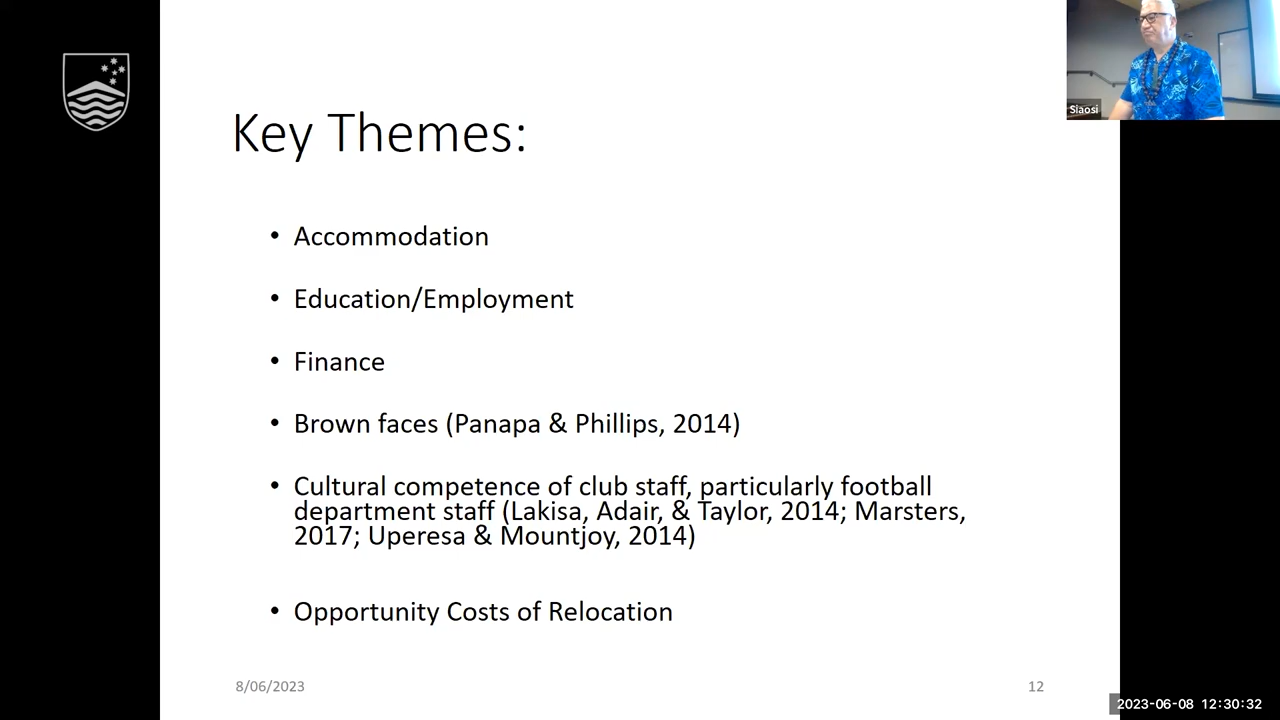 Siaosi
Key Themes:
• Accommodation
• Education/Employment
• Finance
• Brown faces (Panapa & Phillips, 2014)
• Cultural competence of club staff, particularly football
department staff (Lakisa, Adair, & Taylor, 2014; Marsters,
2017; Uperesa & Mountjoy, 2014)
• Opportunity Costs of Relocation
8/06/2023
12
2023-06-08 12:30:32